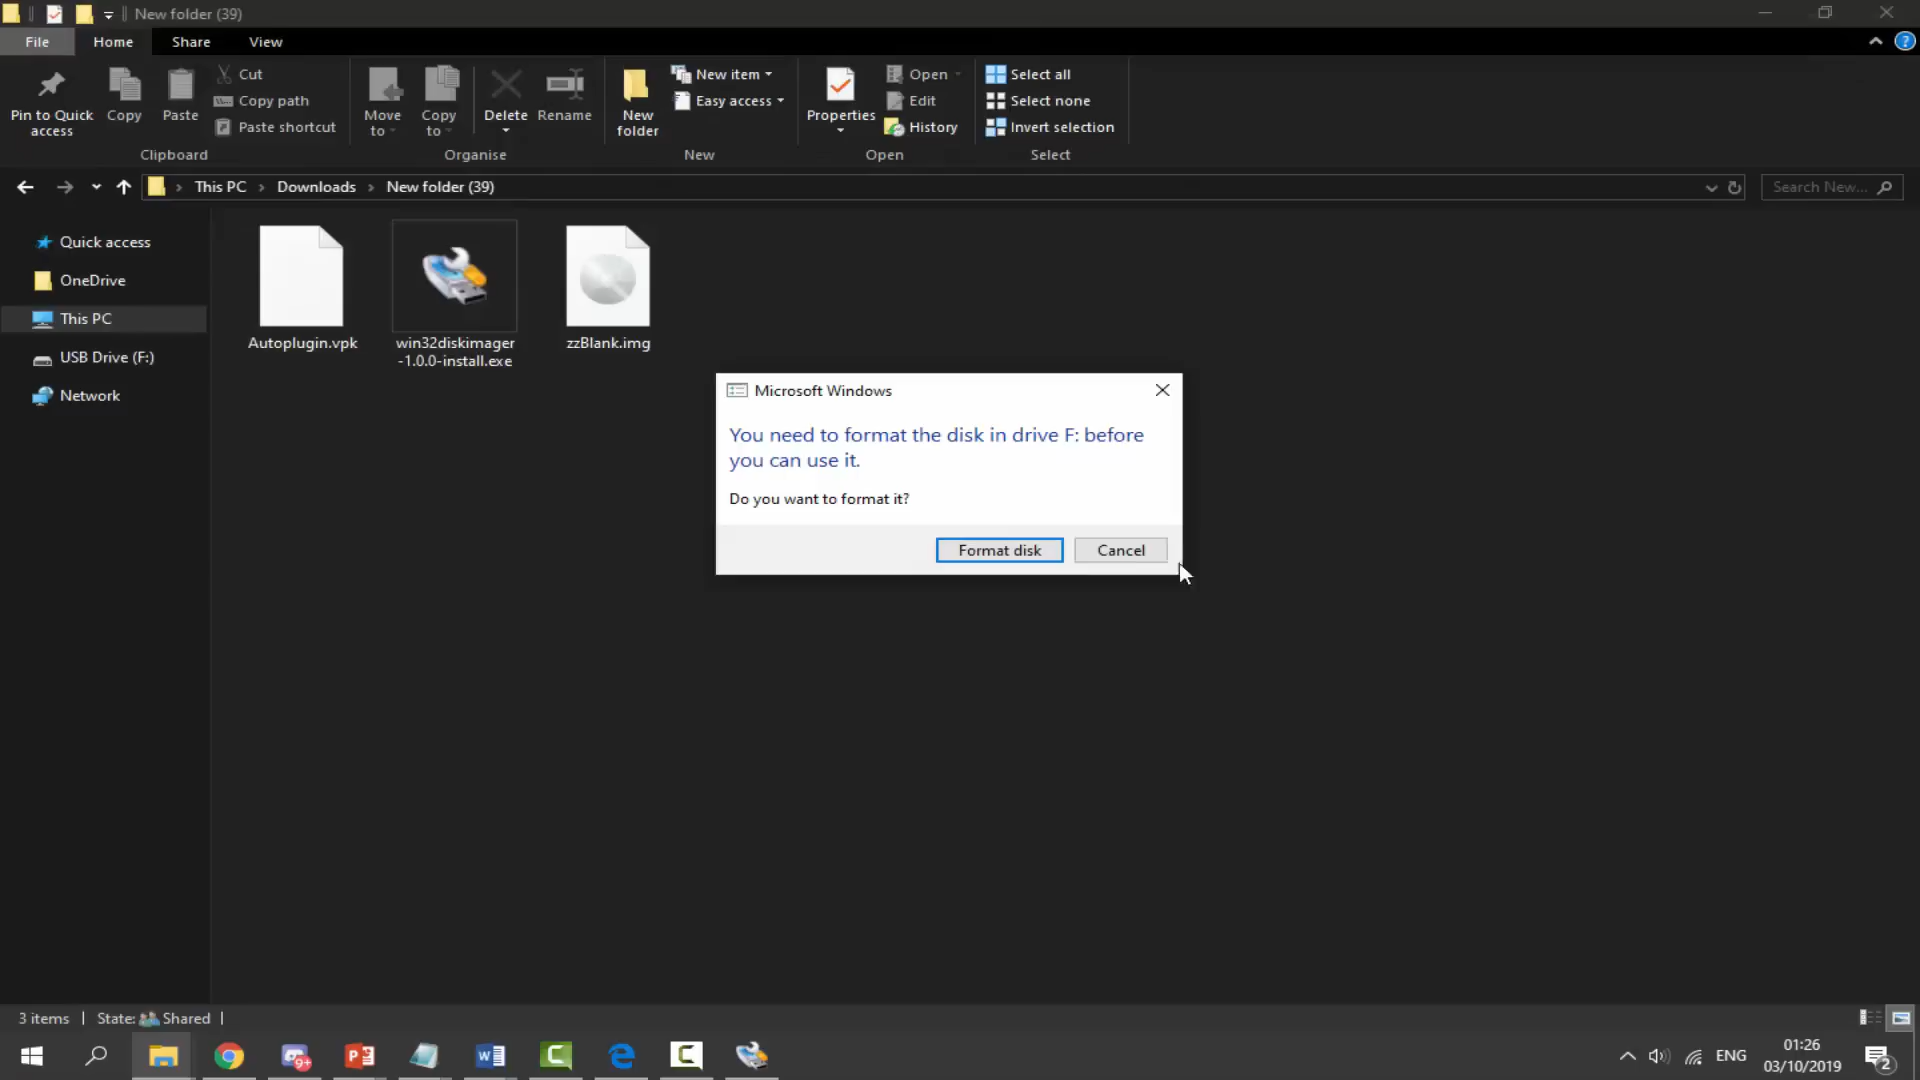 New folder (39)
File
Home
Share
View
Pin to Quick
access
Copy
Paste
Cut
Copy path
Paste shortcut
Clipboard
Move
to
Copy
to
Delete
Rename
Organise
New
folder
New item
Easy access
New
Properties
Open
Edit
History
Open
Select all
Select none
Invert selection
Select
This PC > Downloads > New folder (39)
Search New...
Quick access
OneDrive
This PC
USB Drive (F:)
Network
Autoplugin.vpk
win32diskimager
-1.0.0-install.exe
zzBlank.img
Microsoft Windows
You need to format the disk in drive F: before
you can use it.
Do you want to format it?
Format disk
Cancel
3 items
State: Shared
9+
ENG
01:26
03/10/2019
2